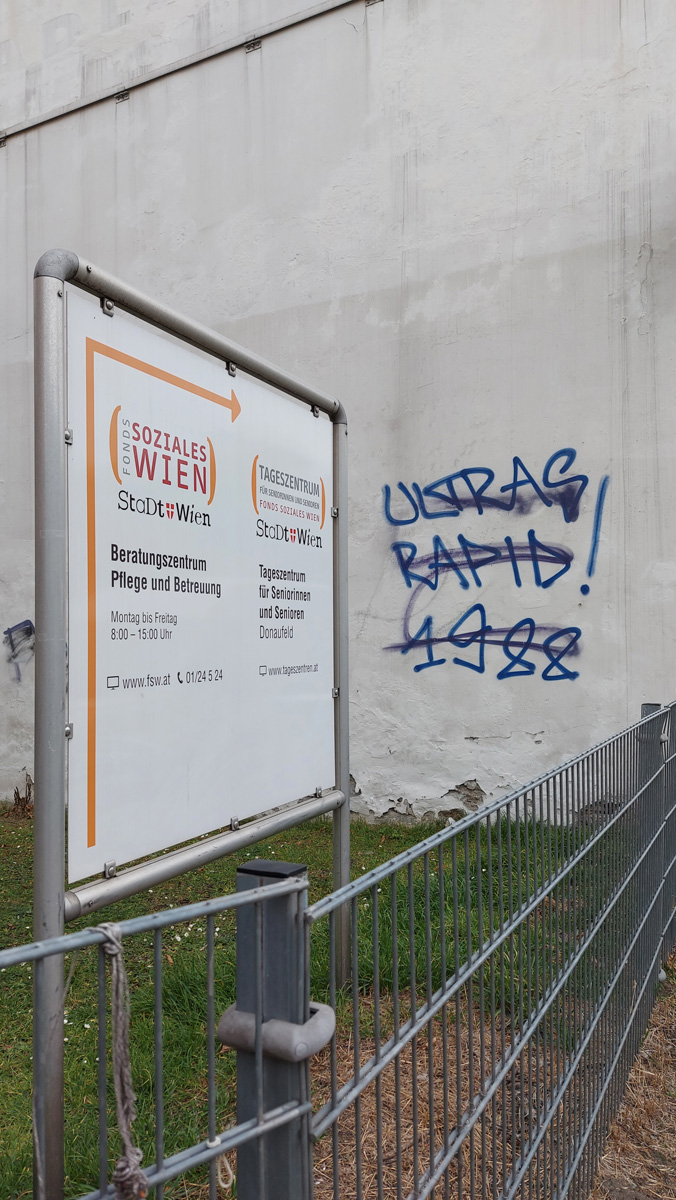 FONDS
SOZIALES
WIEN
StaDt Wien
Beratungszentrum
Pflege und Betreuung
Montag bis Freitag
8:00 – 15:00 Uhr
www.fsw.at 01/24 5 24
TAGESZENTRUM
FÜR SENIORINNEN UND SENIOREN
FONDS SOZIALES WIEN
StaDt Wien
Tageszentrum
für Seniorinnen
und Senioren
Donaufeld
www.tageszentren.at
ULTRAS
RAPID!
1988